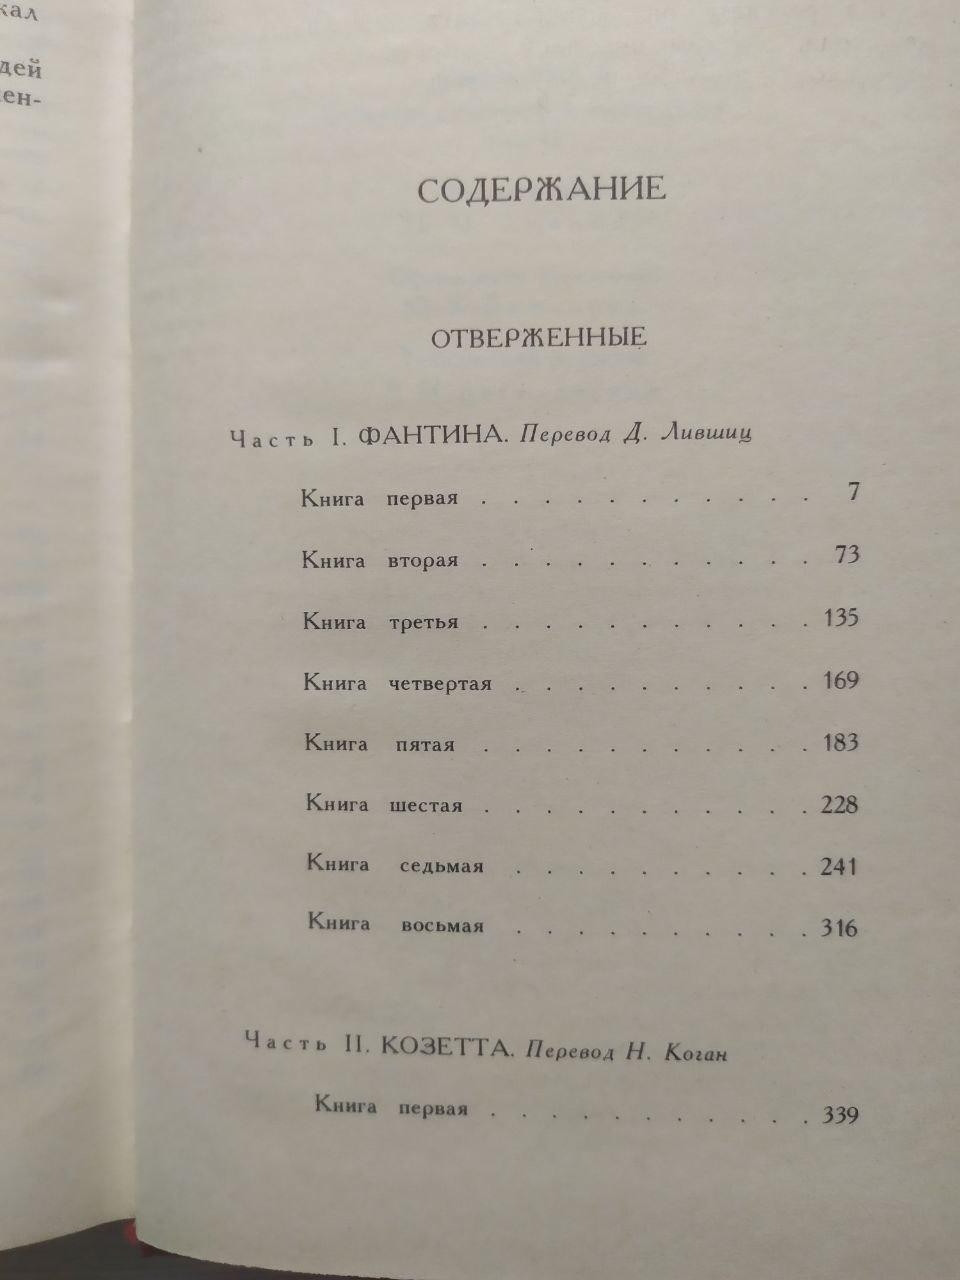 СОДЕРЖАНИЕ
ОТВЕРЖЕННЫЕ
Часть I. ФАНТИНА. Перевод Д. Лившиц
Книга первая . . . . . . . . . . . 7
Книга вторая . . . . . . . . . . . 73
Книга третья . . . . . . . . . . . 135
Книга четвертая . . . . . . . . . . 169
Книга пятая . . . . . . . . . . . 183
Книга шестая . . . . . . . . . . . 228
Книга седьмая . . . . . . . . . . 241
Книга восьмая . . . . . . . . . . 316
Часть II. КОЗЕТТА. Перевод Н. Коган
Книга первая . . . . . . . . . . . 339